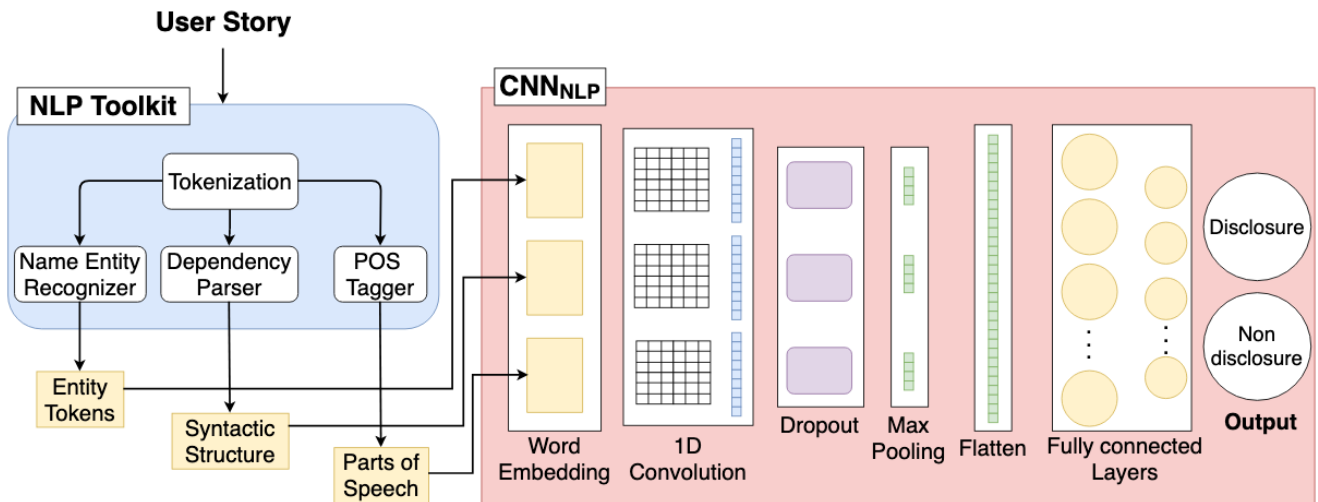 User Story
NLP Toolkit
Tokenization
Name Entity
Recognizer
Dependency
Parser
POS
Tagger
Entity
Tokens
Syntactic
Structure
Parts of
Speech
CNNNLP
Word
Embedding
1D
Convolution
Dropout
Max
Pooling
Flatten
Fully connected
Layers
Disclosure
Non
disclosure
Output